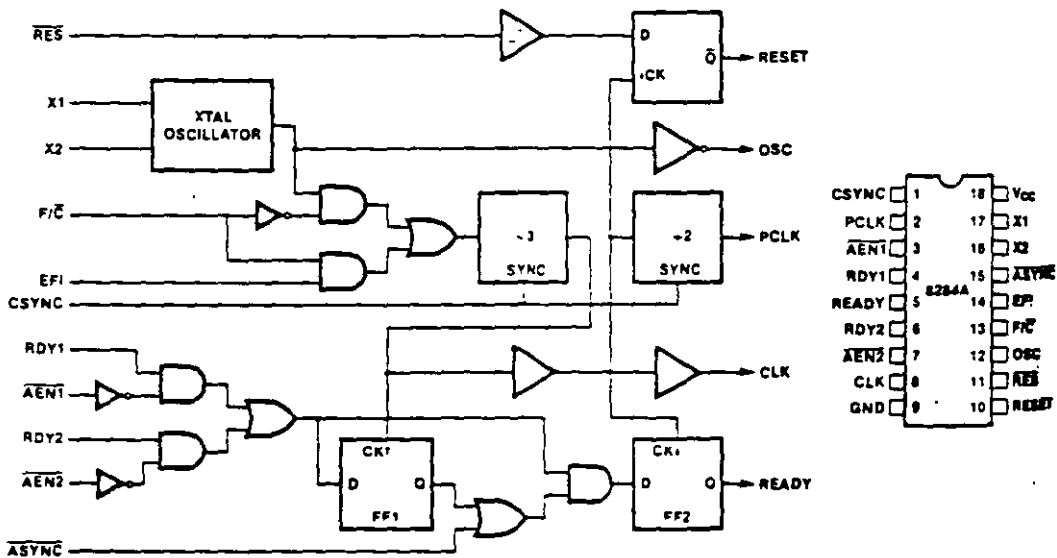 RES
D
Q
RESET
CK
X1
XTAL
OSCILLATOR
X2
OSC
F/C
÷3
÷2
PCLK
SYNC
SYNC
EFI
CSYNC
RDY1
AEN1
CLK
RDY2
AEN2
CK↑
D
Q
FF1
CK↓
D
Q
READY
FF2
ASYNC
CSYNC 1 18 VCC
PCLK 2 17 X1
AEN1 3 16 X2
RDY1 4 15 ASYNC
8284A
READY 5 14 EFI
RDY2 6 13 F/C
AEN2 7 12 OSC
CLK 8 11 RES
GND 9 10 RESET